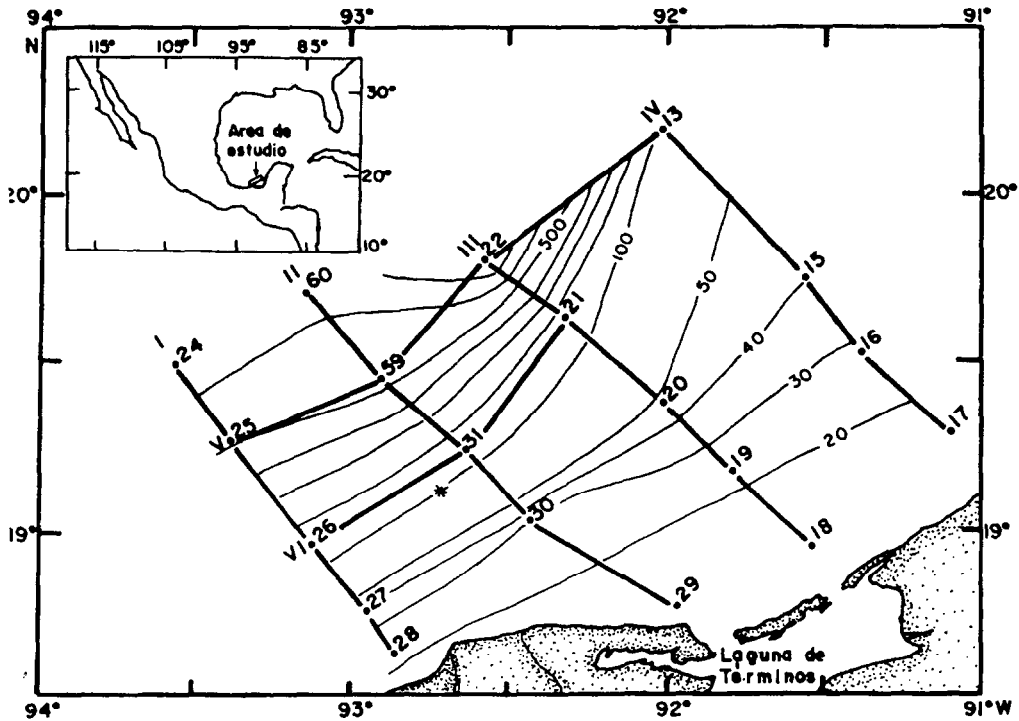 94° 93° 92° 91°
N
115° 105° 95° 85°
30°
Area de
estudio
20°
10°
20° 20°
IV 13
500
100
III 22
50
15
II 60
21
I 24
40
16
59
30
20
17
V 25
31
20
19
*
30
VI 26
18
19° 19°
27
29
28
Laguna de
Terminos
93° 92° 91° W